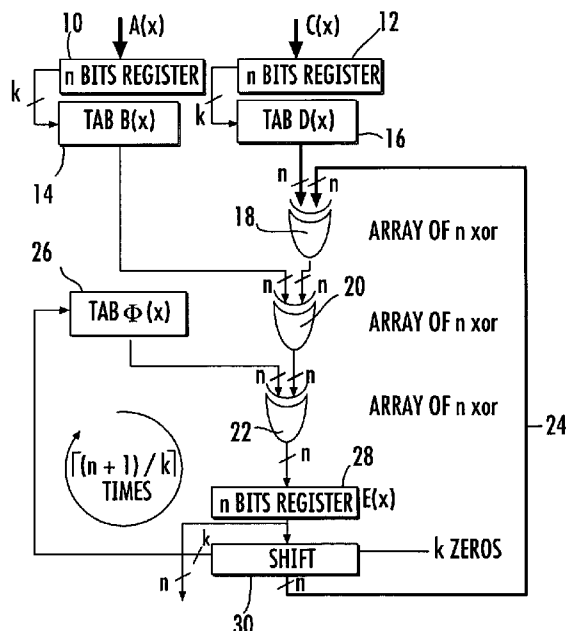 10 A(x) C(x) 12
n BITS REGISTER n BITS REGISTER
k k
TAB B(x) TAB D(x)
14 16
n n
18 ARRAY OF n xor
26 n n
20
TAB Φ(x) ARRAY OF n xor
n n
22 ARRAY OF n xor 24
n
⌈(n + 1) / k⌉
TIMES
28
n BITS REGISTER E(x)
k
SHIFT k ZEROS
n n
30